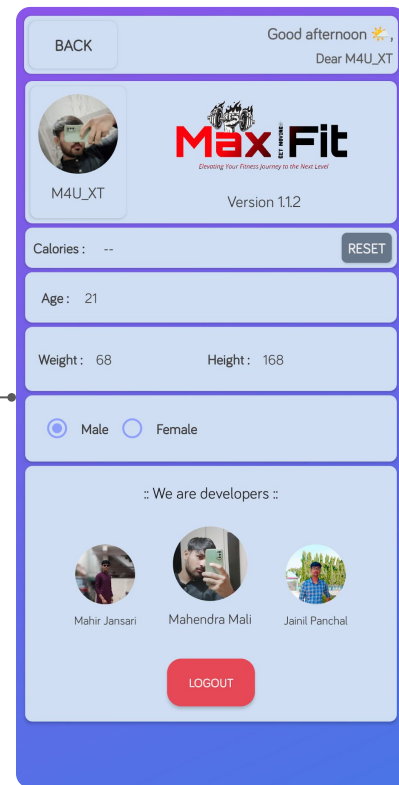 BACK
Good afternoon 🌤️,
Dear M4U_XT
M4U_XT
Max Fit
GET MOVING
Elevating Your Fitness Journey to the Next Level
Version 1.1.2
Calories : --
RESET
Age : 21
Weight : 68 Height : 168
Male Female
:: We are developers ::
Mahir Jansari Mahendra Mali Jainil Panchal
LOGOUT